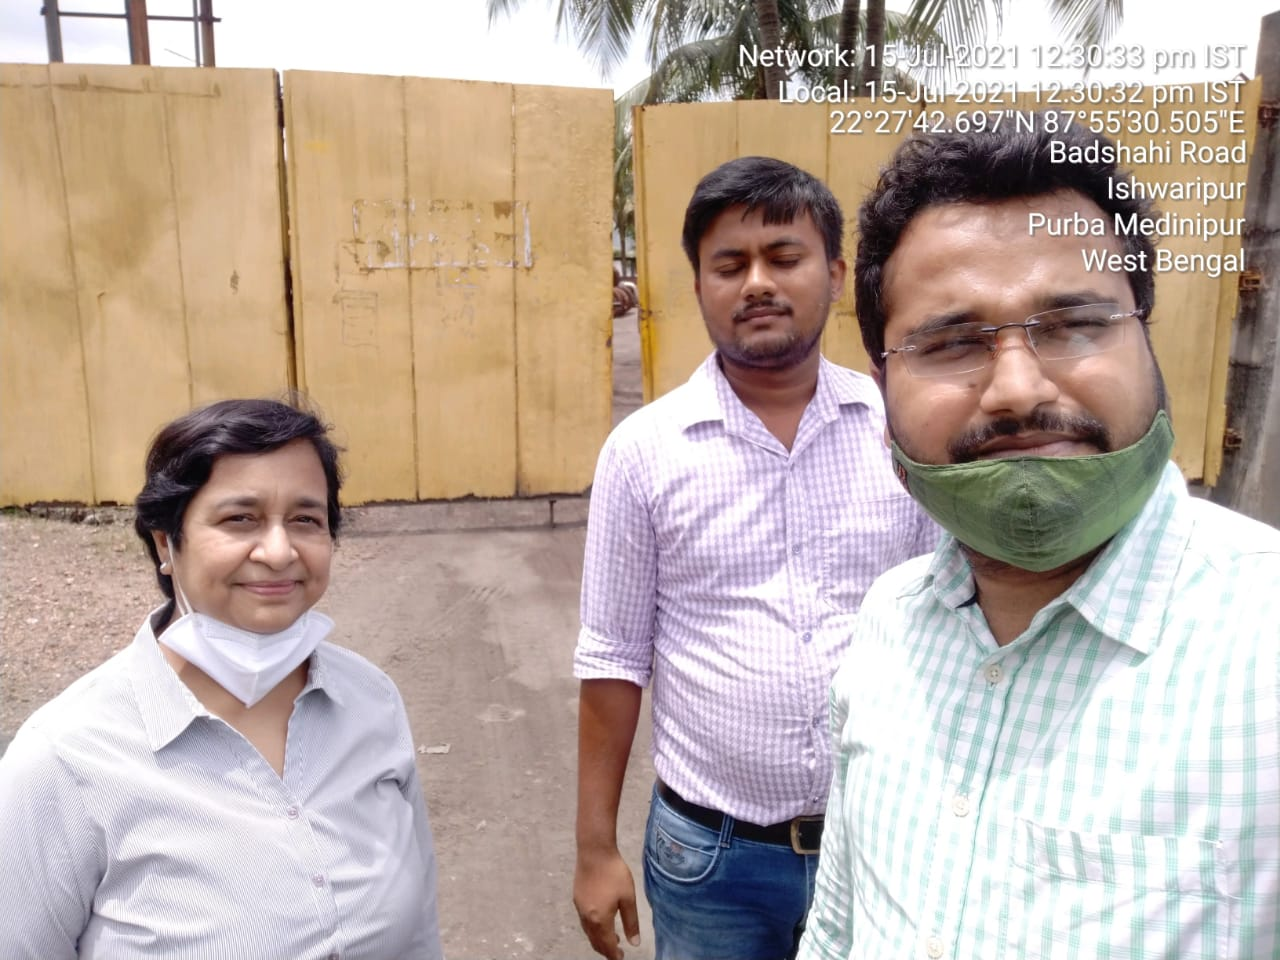 Network: 15-Jul-2021 12:30:33 pm IST
Local: 15-Jul-2021 12:30:32 pm IST
22°27'42.697"N 87°55'30.505"E
Badshahi Road
Ishwaripur
Purba Medinipur
West Bengal